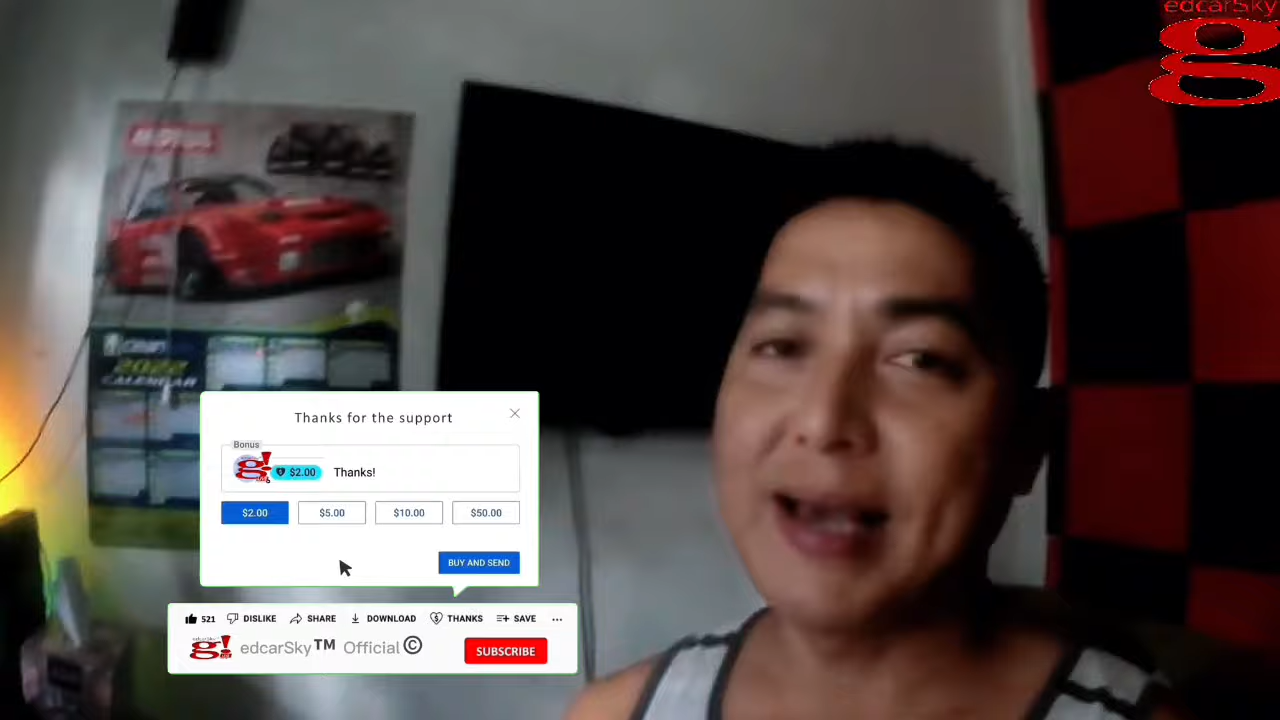 edcarSky
g
MOTUL
2022
CALENDAR
Thanks for the support
Bonus
g! $2.00 Thanks!
$2.00 $5.00 $10.00 $50.00
BUY AND SEND
521 DISLIKE SHARE DOWNLOAD THANKS SAVE ...
g! edcarSky™ Official © SUBSCRIBE